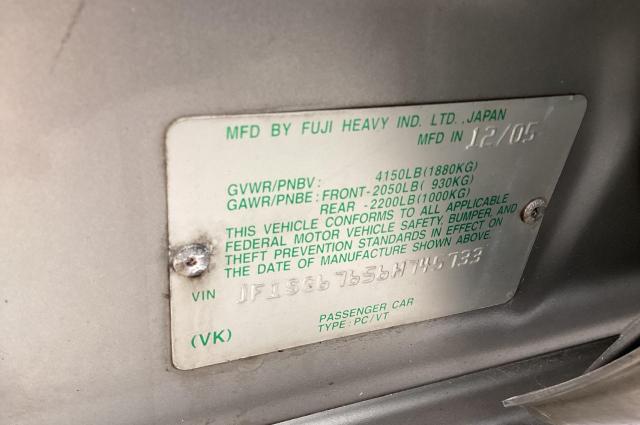 MFD BY FUJI HEAVY IND. LTD., JAPAN
MFD IN 12/05
GVWR/PNBV: 4150LB(1880KG)
GAWR/PNBE: FRONT-2050LB( 930KG)
REAR -2200LB(1000KG)
THIS VEHICLE CONFORMS TO ALL APPLICABLE
FEDERAL MOTOR VEHICLE SAFETY, BUMPER, AND
THEFT PREVENTION STANDARDS IN EFFECT ON
THE DATE OF MANUFACTURE SHOWN ABOVE.
VIN
PASSENGER CAR
(VK) TYPE: PC/VT